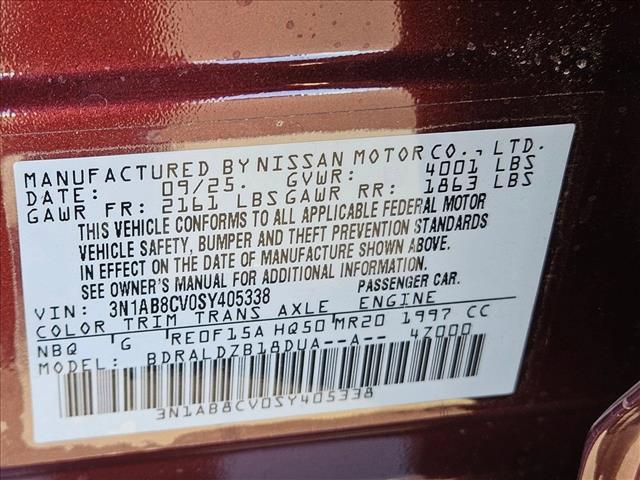 MANUFACTURED BY NISSAN MOTOR CO., LTD.
DATE: 09/25. GVWR: 4001 LBS
GAWR FR: 2161 LBS GAWR RR: 1863 LBS
THIS VEHICLE CONFORMS TO ALL APPLICABLE FEDERAL MOTOR
VEHICLE SAFETY, BUMPER AND THEFT PREVENTION STANDARDS
IN EFFECT ON THE DATE OF MANUFACTURE SHOWN ABOVE.
SEE OWNER'S MANUAL FOR ADDITIONAL INFORMATION.
VIN: 3N1AB8CV0SY405338 PASSENGER CAR.
COLOR TRIM TRANS AXLE ENGINE
NBQ G RE0F15A HQ50 MR20 1997 CC
MODEL: BDRALDZB18DUA--A-- 47000
3N1AB8CV0SY405338